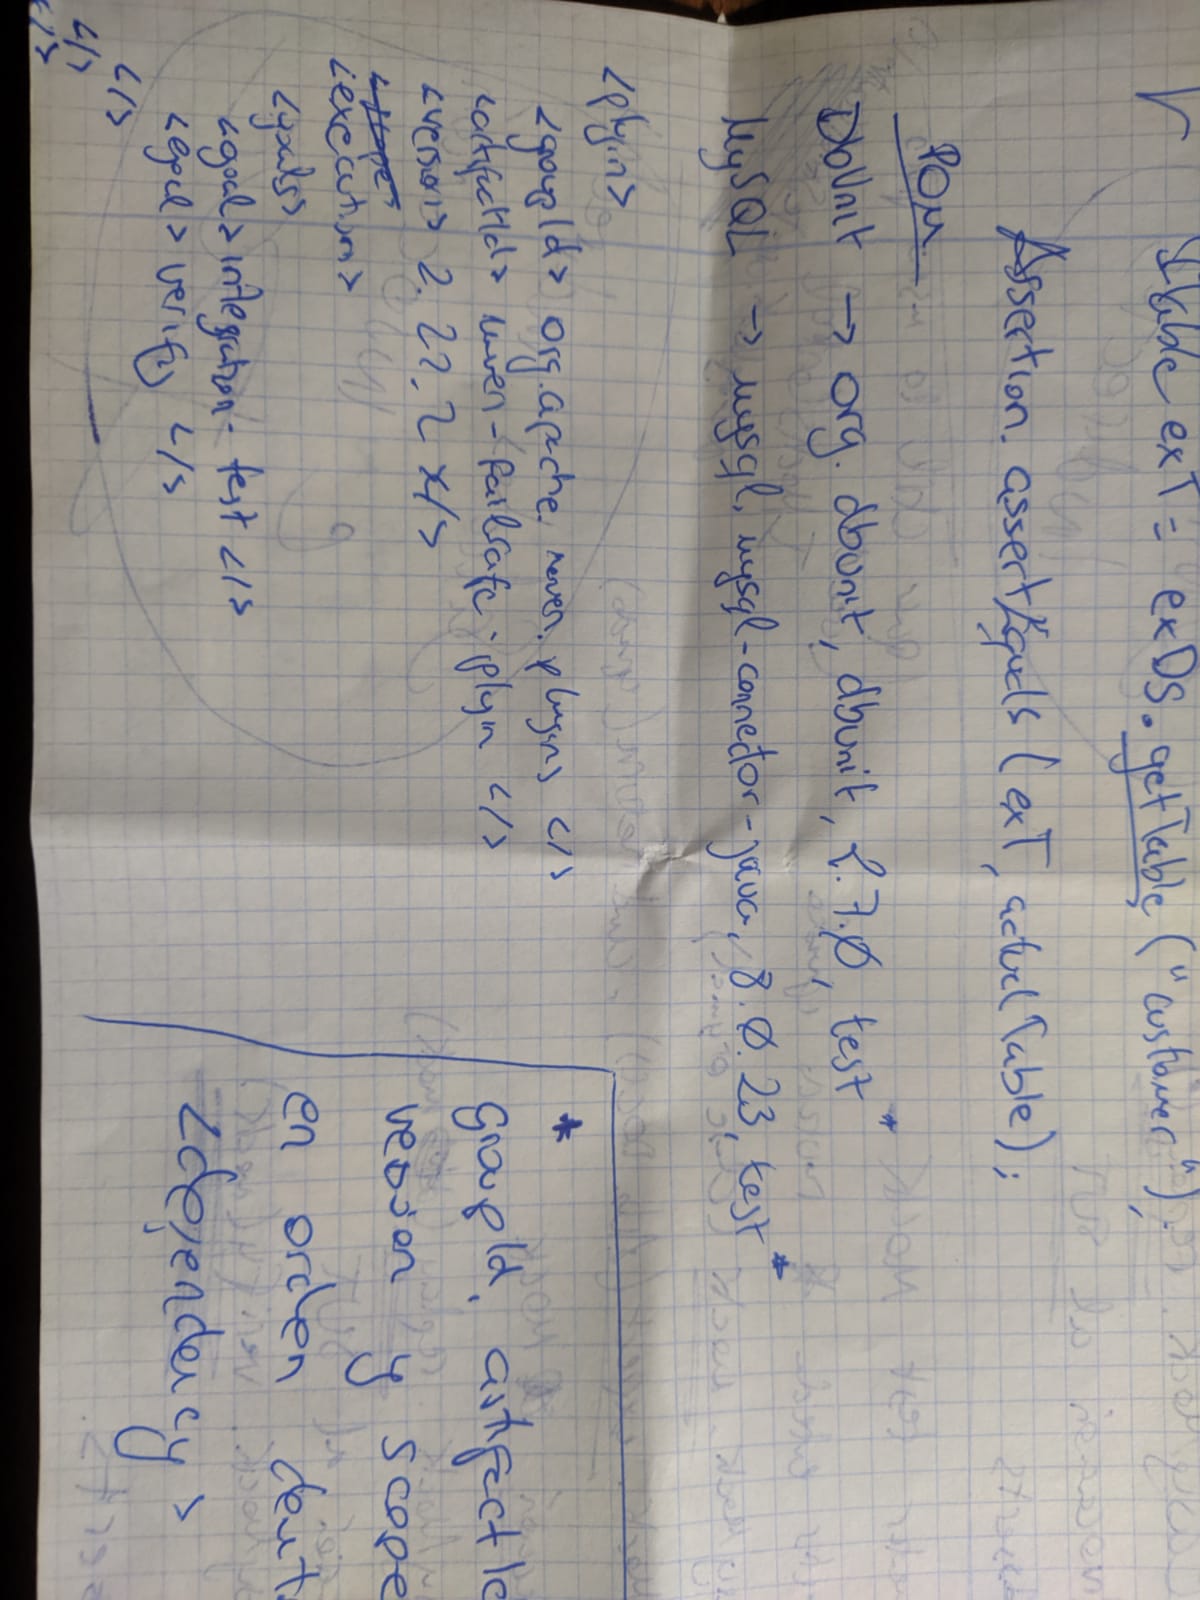 ITable exT = exDS.getTable("customer");
Assertion.assertEquals(exT, actualTable);
POM
DbUnit → org.dbunit, dbunit, 2.7.0, test*
MySQL → mysql, mysql-connector-java, 8.0.23, test*
<plugin>
<groupId> org.apache.maven.plugins </>
<artifactId> maven-failsafe-plugin </>
<version> 2.22.2 </>
<scope>
<execution>
<goals>
<goal> integration-test </>
<goal> verify </>
</>
</>
</>
*
groupId, artifactId
version y scope
en orden dentr
<dependency>